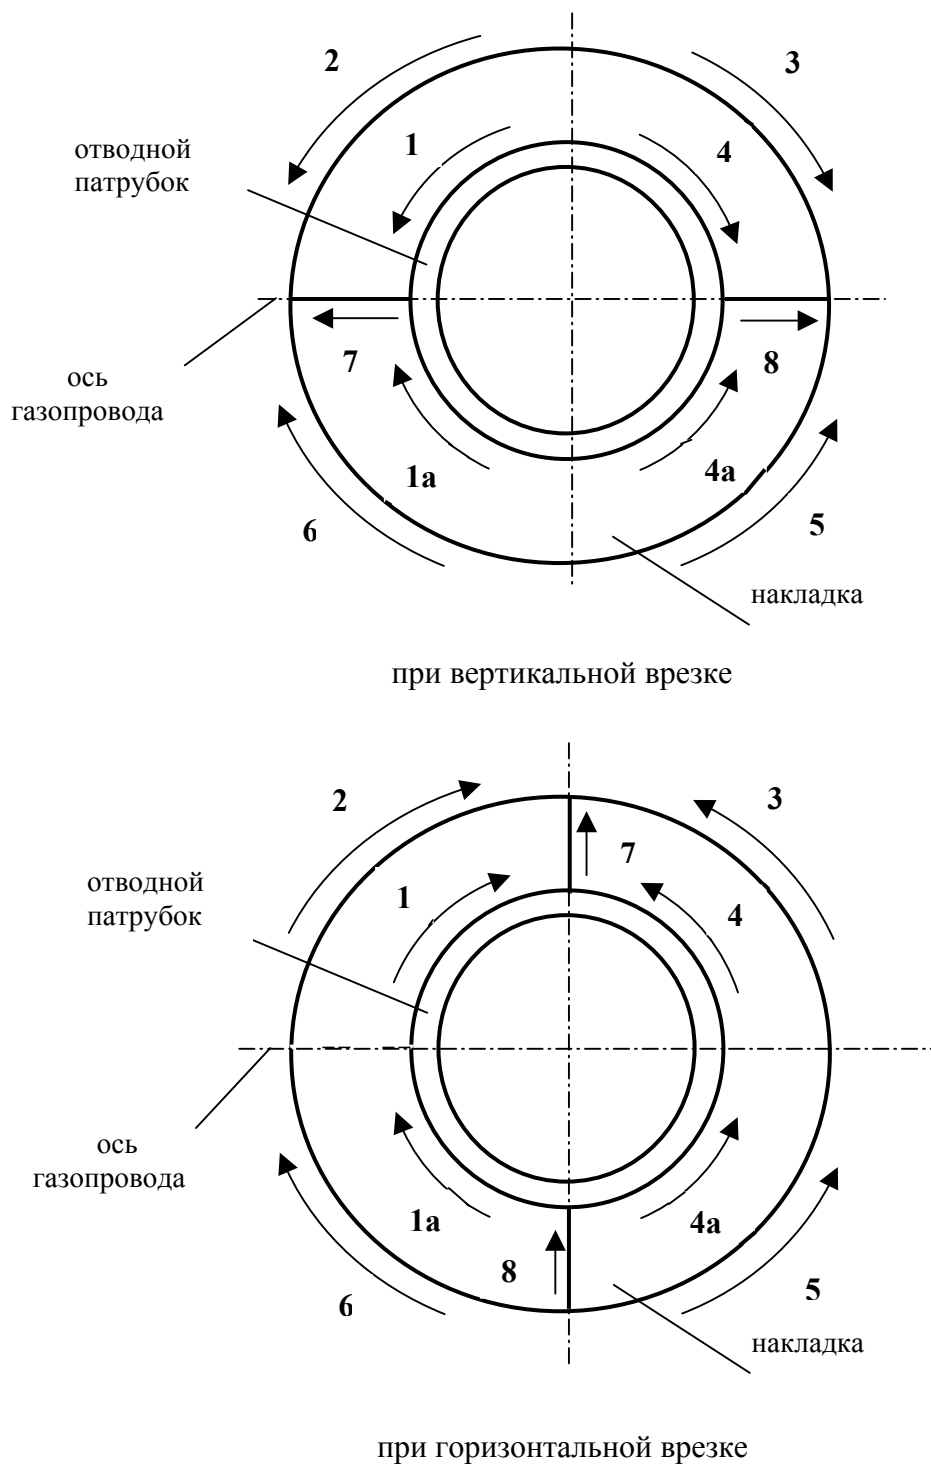 2
3
1
4
отводной
патрубок
7
8
ось
газопровода
1а
4а
6
5
накладка
при вертикальной врезке
2
3
7
отводной
патрубок
1
4
ось
газопровода
1а
4а
8
6
5
накладка
при горизонтальной врезке